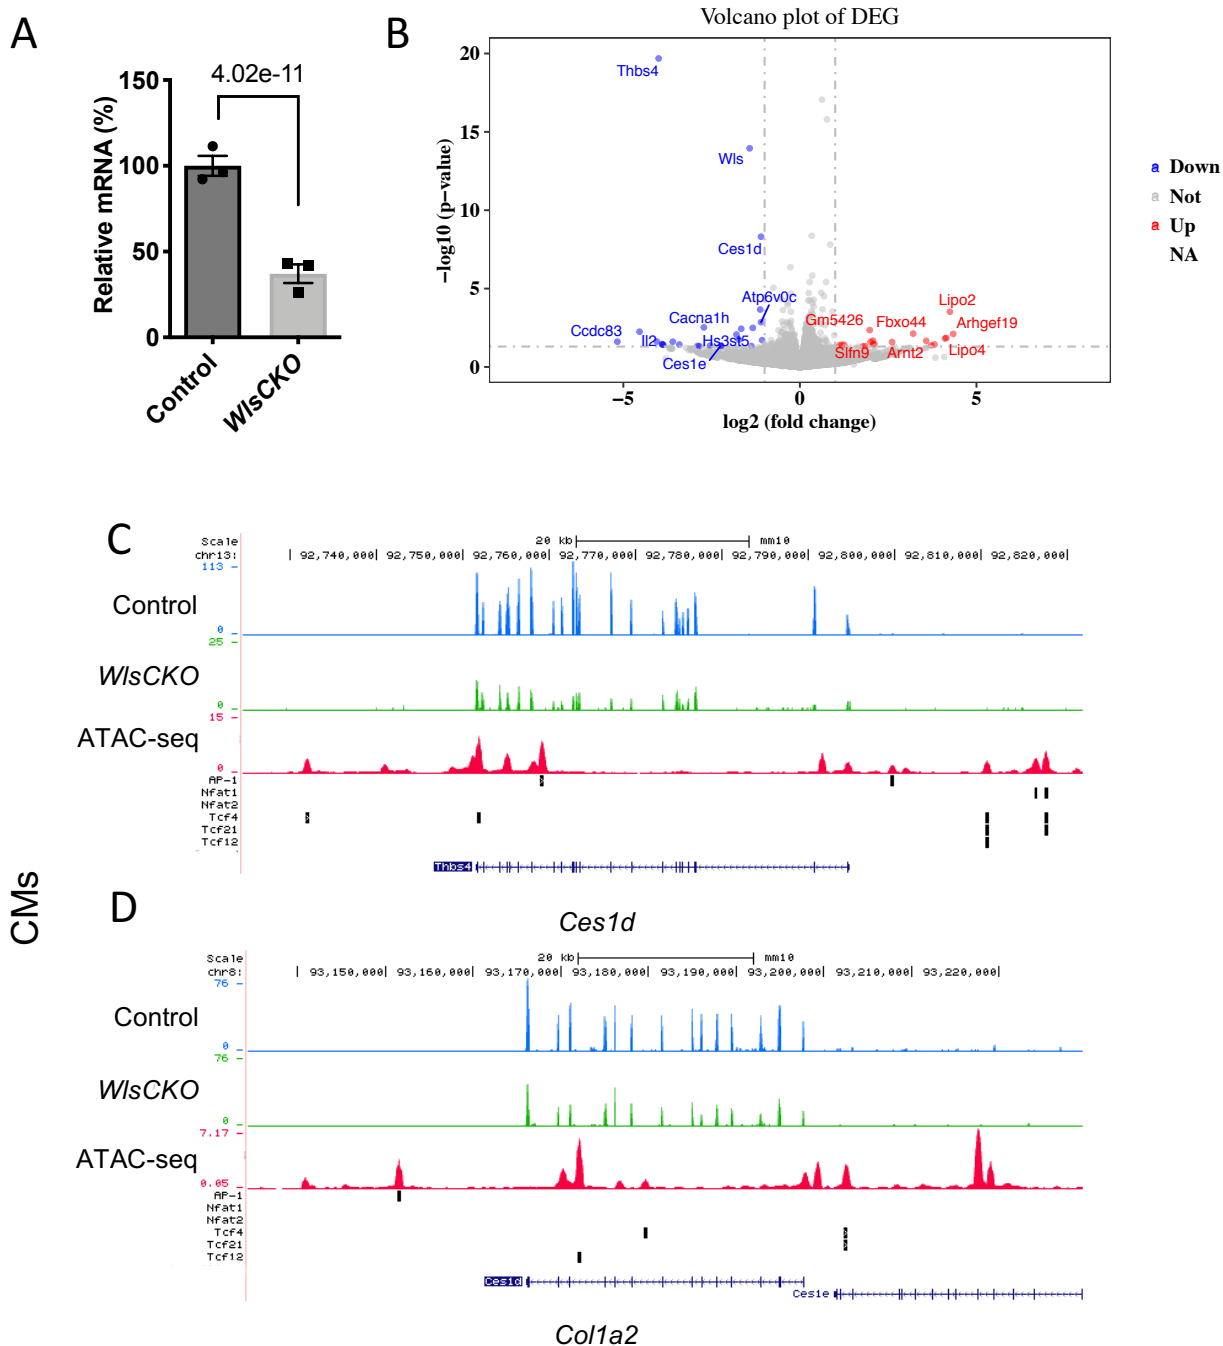 A
4.02e-11
Relative mRNA (%)
150
100
50
0
Control
WlsCKO
B
Volcano plot of DEG
−log10 (p−value)
20
15
10
5
0
Thbs4
Wls
Ces1d
Atp6v0c
Cacna1h
Ccdc83
Il2
Hs3st5
Ces1e
Lipo2
Gm5426
Fbxo44
Arhgef19
Slfn9
Arnt2
Lipo4
−5
0
5
log2 (fold change)
a Down
Not
a Up
NA
CMs
C
Scale 20 kb mm10
chr13: 92,740,000 92,750,000 92,760,000 92,770,000 92,780,000 92,790,000 92,800,000 92,810,000 92,820,000
113
Control
0
25
WlsCKO
0
15
ATAC-seq
0
AP-1
Nfat1
Nfat2
Tcf4
Tcf21
Tcf12
Thbs4
D
Ces1d
Scale 20 kb mm10
chr8: 93,150,000 93,160,000 93,170,000 93,180,000 93,190,000 93,200,000 93,210,000 93,220,000
76
Control
0
76
WlsCKO
0
7.17
ATAC-seq
0.05
AP-1
Nfat1
Nfat2
Tcf4
Tcf21
Tcf12
Ces1d
Ces1e
Col1a2